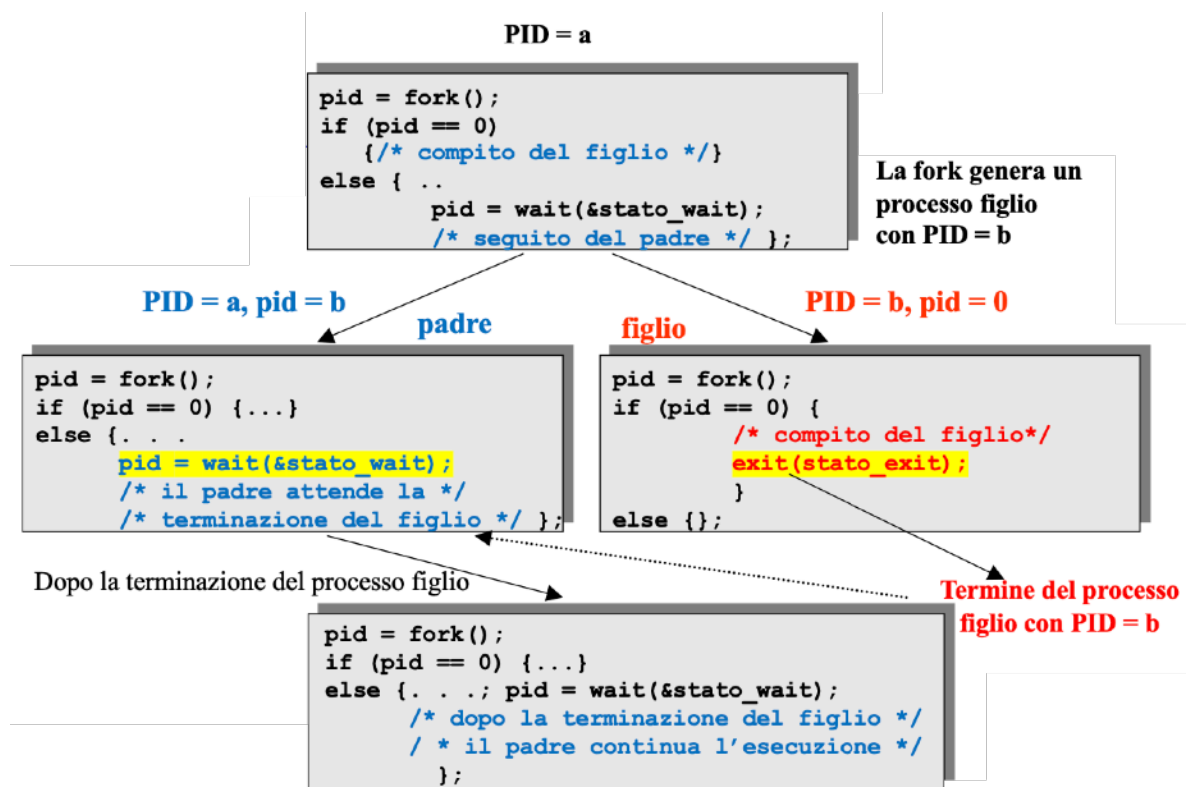 PID = a
pid = fork();
if (pid == 0)
{/* compito del figlio */}
else { ..
pid = wait(&stato_wait);
/* seguito del padre */ };
La fork genera un
processo figlio
con PID = b
PID = a, pid = b
padre
PID = b, pid = 0
figlio
pid = fork();
if (pid == 0) {...}
else {. . .
pid = wait(&stato_wait);
/* il padre attende la */
/* terminazione del figlio */ };
pid = fork();
if (pid == 0) {
/* compito del figlio*/
exit(stato_exit);
}
else {};
Dopo la terminazione del processo figlio
Termine del processo
figlio con PID = b
pid = fork();
if (pid == 0) {...}
else {. . .; pid = wait(&stato_wait);
/* dopo la terminazione del figlio */
/ * il padre continua l'esecuzione */
};